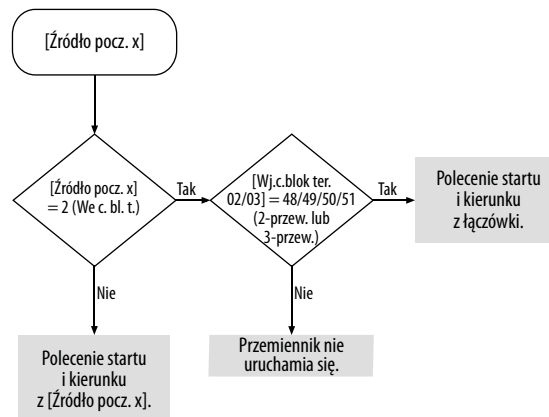 [Źródło pocz. x]
[Źródło pocz. x]
= 2 (We c. bl. t.)
Tak
[Wj.c.blok ter.
02/03] = 48/49/50/51
(2-przew. lub
3-przew.)
Tak
Polecenie startu
i kierunku
z łączówki.
Nie
Nie
Polecenie startu
i kierunku
z [Źródło pocz. x].
Przemiennik nie
uruchamia się.